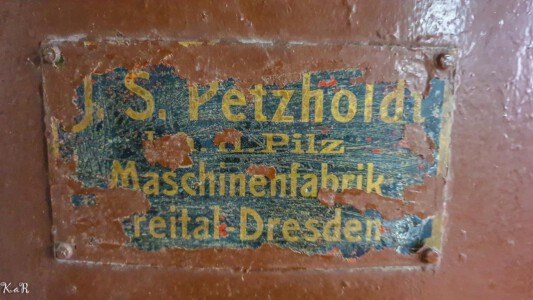 J. S. Petzholdt
Pilz
Maschinenfabrik
reital-Dresden
KaR